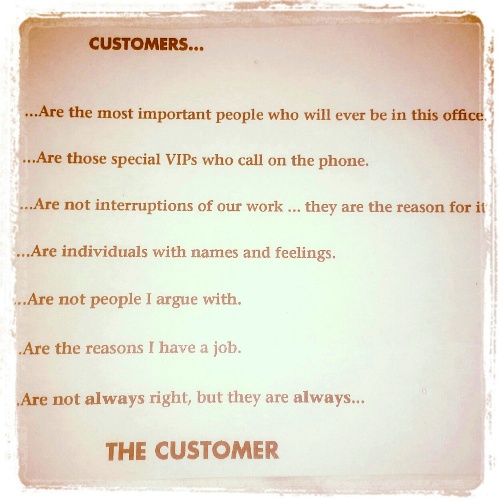 CUSTOMERS...
...Are the most important people who will ever be in this office.
...Are those special VIPs who call on the phone.
...Are not interruptions of our work ... they are the reason for it
...Are individuals with names and feelings.
...Are not people I argue with.
.Are the reasons I have a job.
.Are not always right, but they are always...
THE CUSTOMER